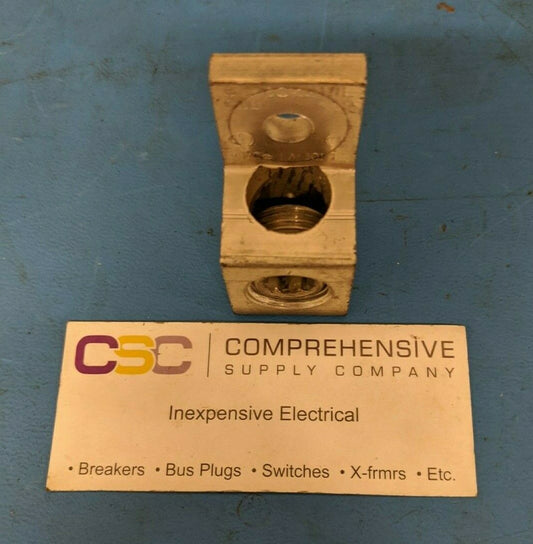 CSC
COMPREHENSIVE
SUPPLY COMPANY
Inexpensive Electrical
• Breakers • Bus Plugs • Switches • X-frmrs • Etc.